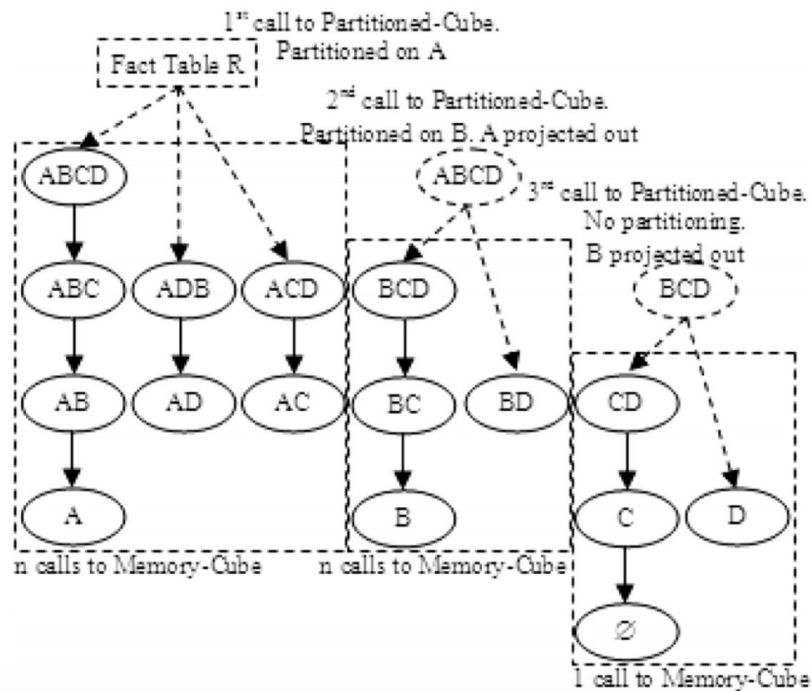 1st call to Partitioned-Cube.
Partitioned on A
Fact Table R
2nd call to Partitioned-Cube.
Partitioned on B. A projected out
ABCD
ABCD
3rd call to Partitioned-Cube.
No partitioning.
B projected out
ABC
ADB
ACD
BCD
BCD
AB
AD
AC
BC
BD
CD
A
B
C
D
n calls to Memory-Cube
n calls to Memory-Cube
∅
1 call to Memory-Cube